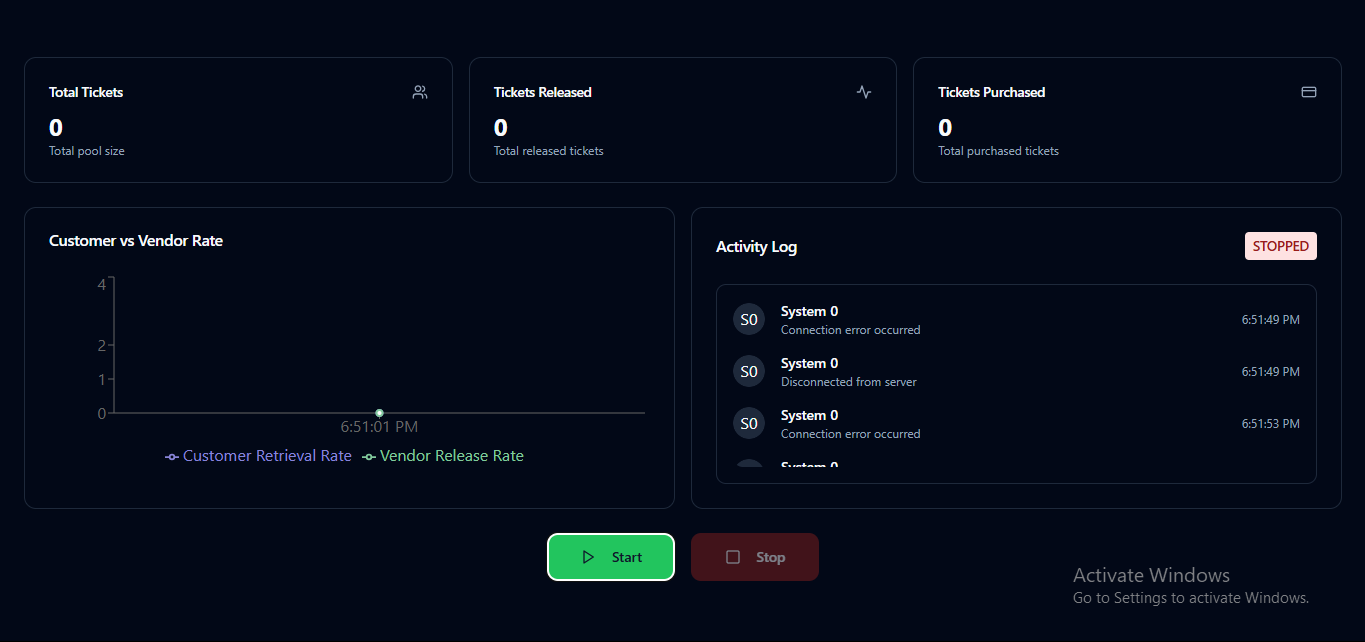 Total Tickets
0
Total pool size
Tickets Released
0
Total released tickets
Tickets Purchased
0
Total purchased tickets
Customer vs Vendor Rate
4
2
1
0
6:51:01 PM
Customer Retrieval Rate
Vendor Release Rate
Activity Log
STOPPED
S0
System 0
Connection error occurred
6:51:49 PM
S0
System 0
Disconnected from server
6:51:49 PM
S0
System 0
Connection error occurred
6:51:53 PM
System 0
Start
Stop
Activate Windows
Go to Settings to activate Windows.